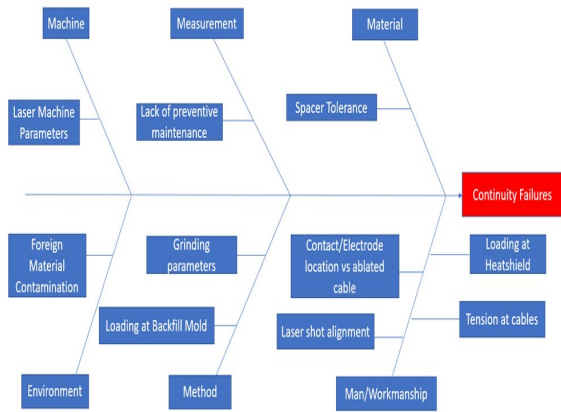 Machine
Measurement
Material
Laser Machine
Parameters
Lack of preventive
maintenance
Spacer Tolerance
Continuity Failures
Foreign
Material
Contamination
Grinding
parameters
Contact/Electrode
location vs ablated
cable
Loading at
Heatshield
Loading at Backfill Mold
Laser shot alignment
Tension at cables
Environment
Method
Man/Workmanship